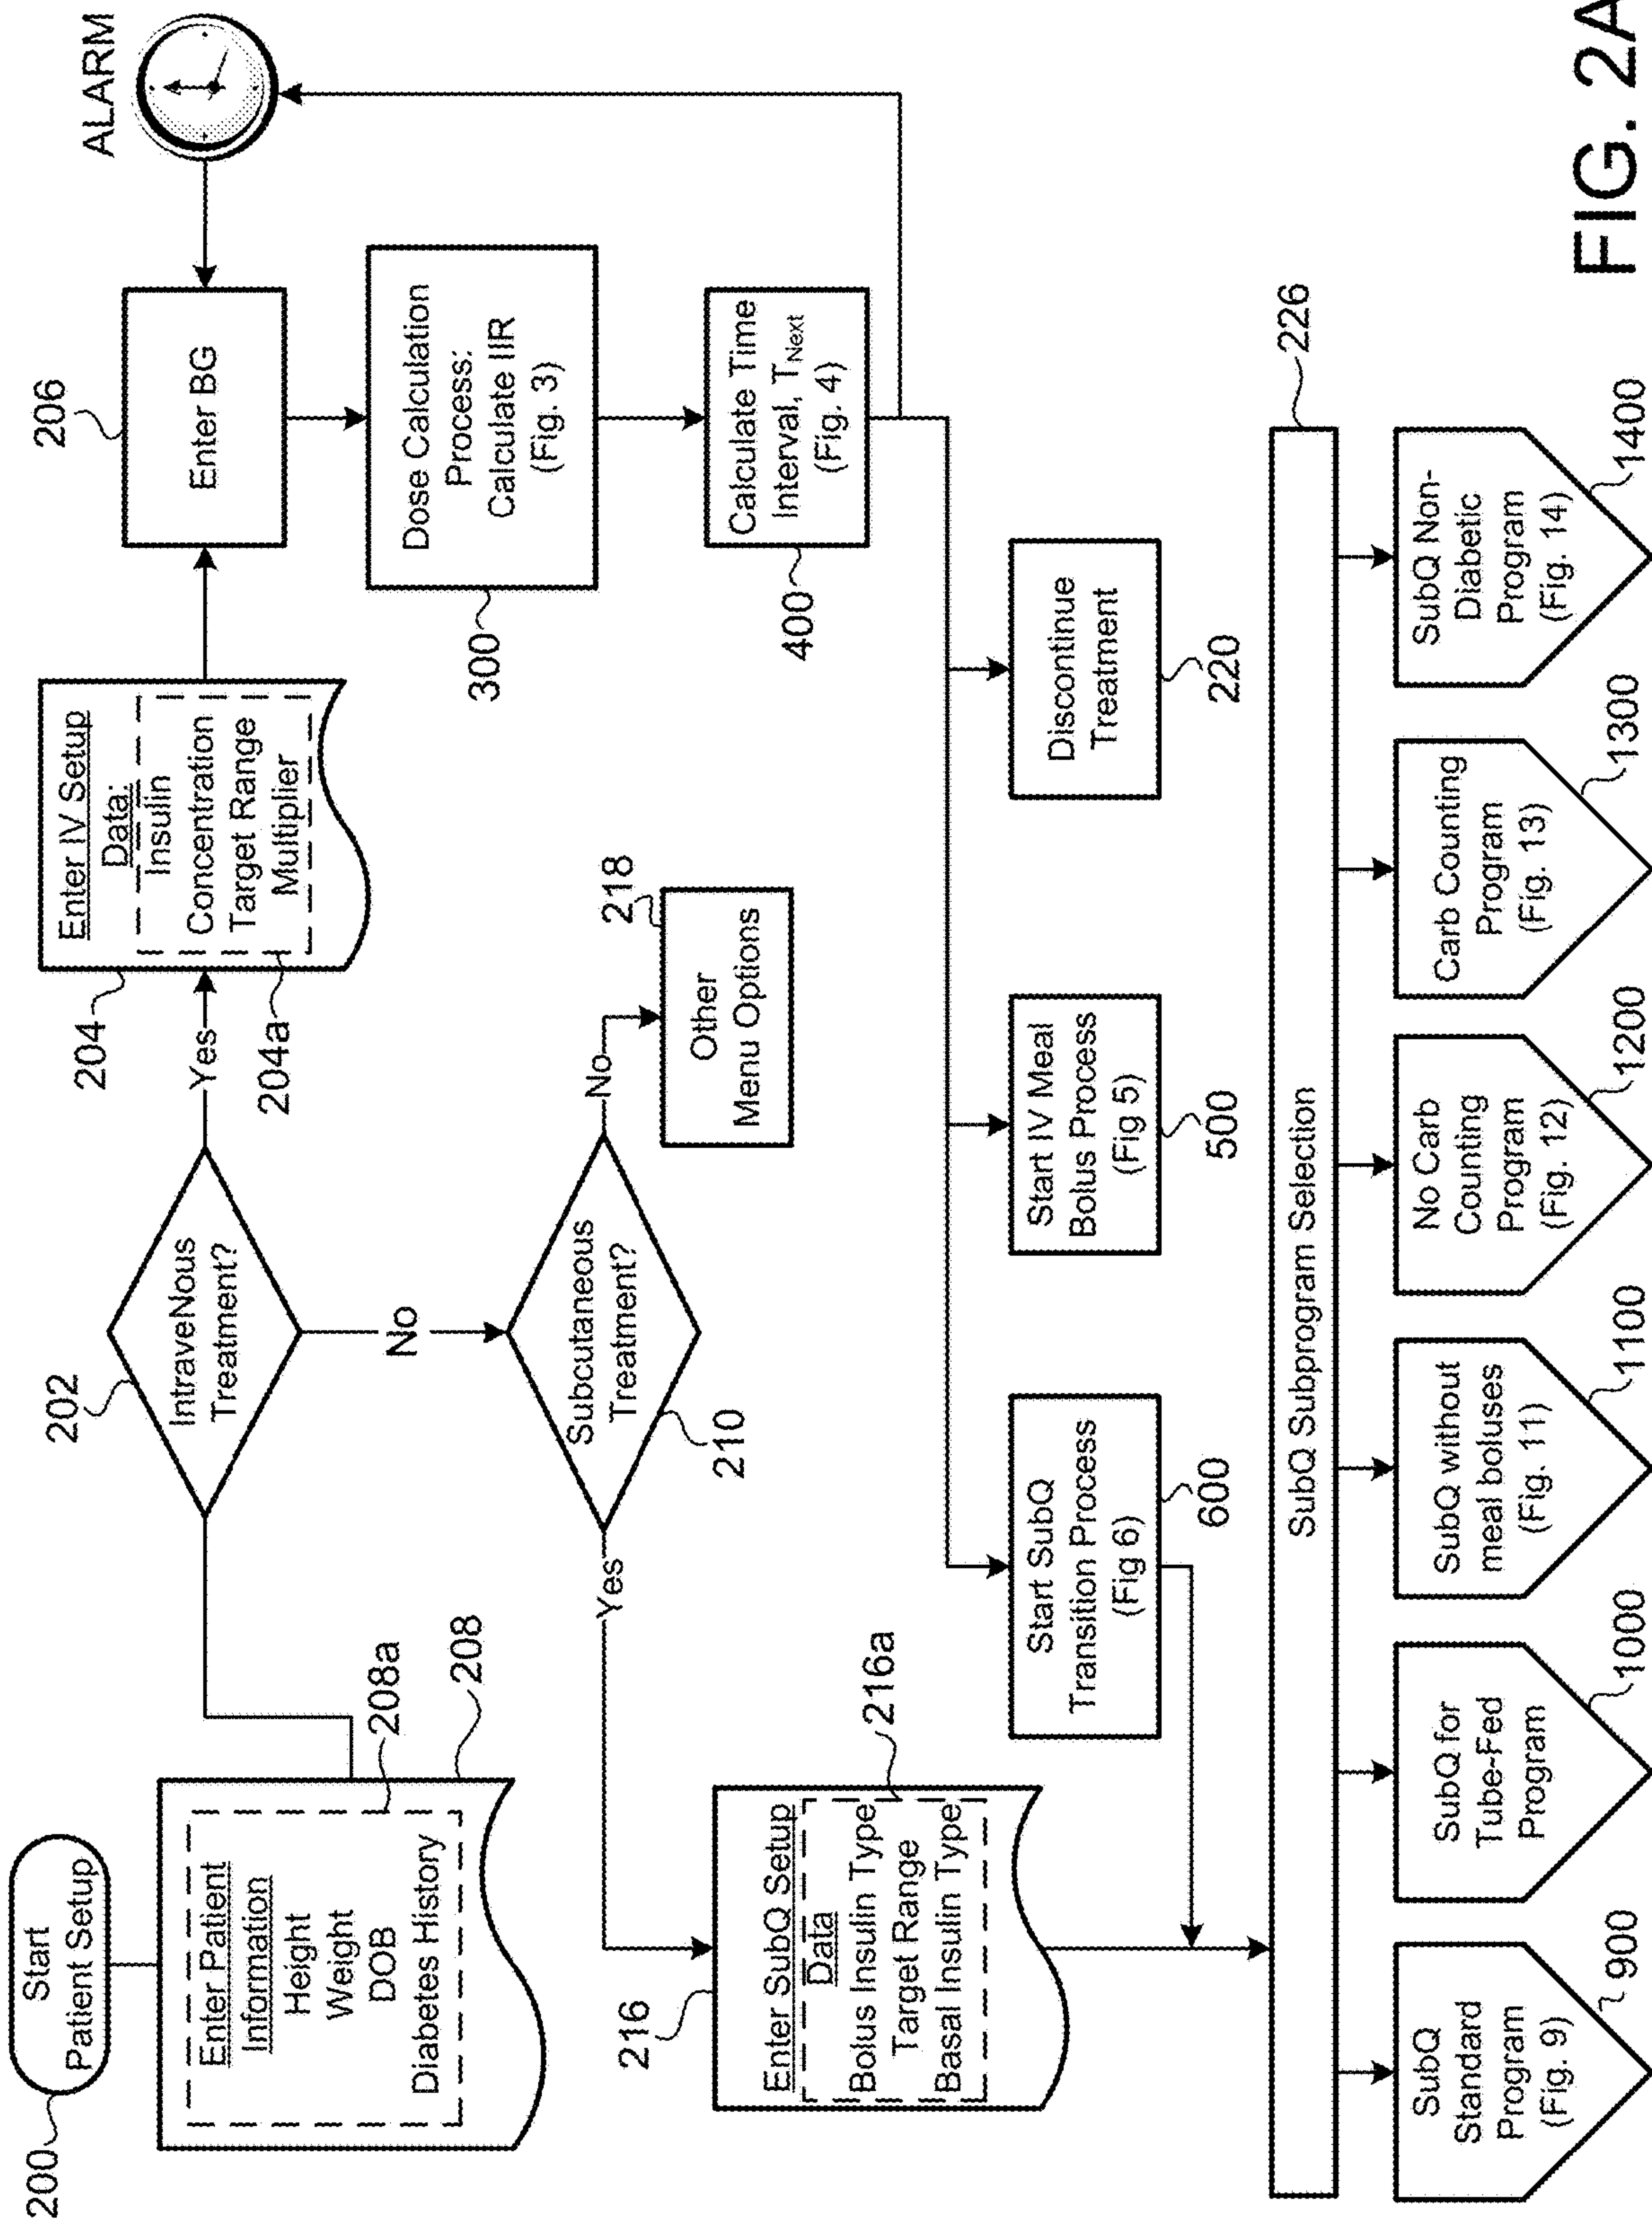 200
Start
Patient Setup
Enter Patient
Information
Height
Weight
DOB
Diabetes History
208a
208
202
IntraveNous
Treatment?
Yes
No
204
Enter IV Setup
Data:
Insulin
Concentration
Target Range
Multiplier
204a
206
Enter BG
ALARM
Dose Calculation
Process:
Calculate IIR
(Fig. 3)
300
Calculate Time
Interval, TNext
(Fig. 4)
400
Subcutaneous
Treatment?
210
Yes
No
218
Other
Menu Options
216
Enter SubQ Setup
Data
Bolus Insulin Type
Target Range
Basal Insulin Type
216a
Start SubQ
Transition Process
(Fig 6)
600
Start IV Meal
Bolus Process
(Fig 5)
500
Discontinue
Treatment
220
SubQ Subprogram Selection
226
SubQ
Standard
Program
(Fig. 9)
900
SubQ for
Tube-Fed
Program
1000
SubQ without
meal boluses
(Fig. 11)
1100
No Carb
Counting
Program
(Fig. 12)
1200
Carb Counting
Program
(Fig. 13)
1300
SubQ Non-
Diabetic
Program
(Fig. 14)
1400
FIG. 2A